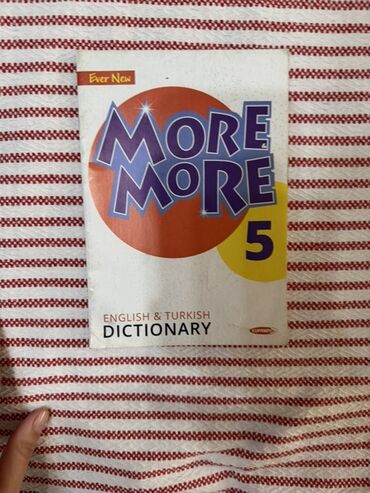 Ever New
MORE &
MORE
5
ENGLISH & TURKISH
DICTIONARY